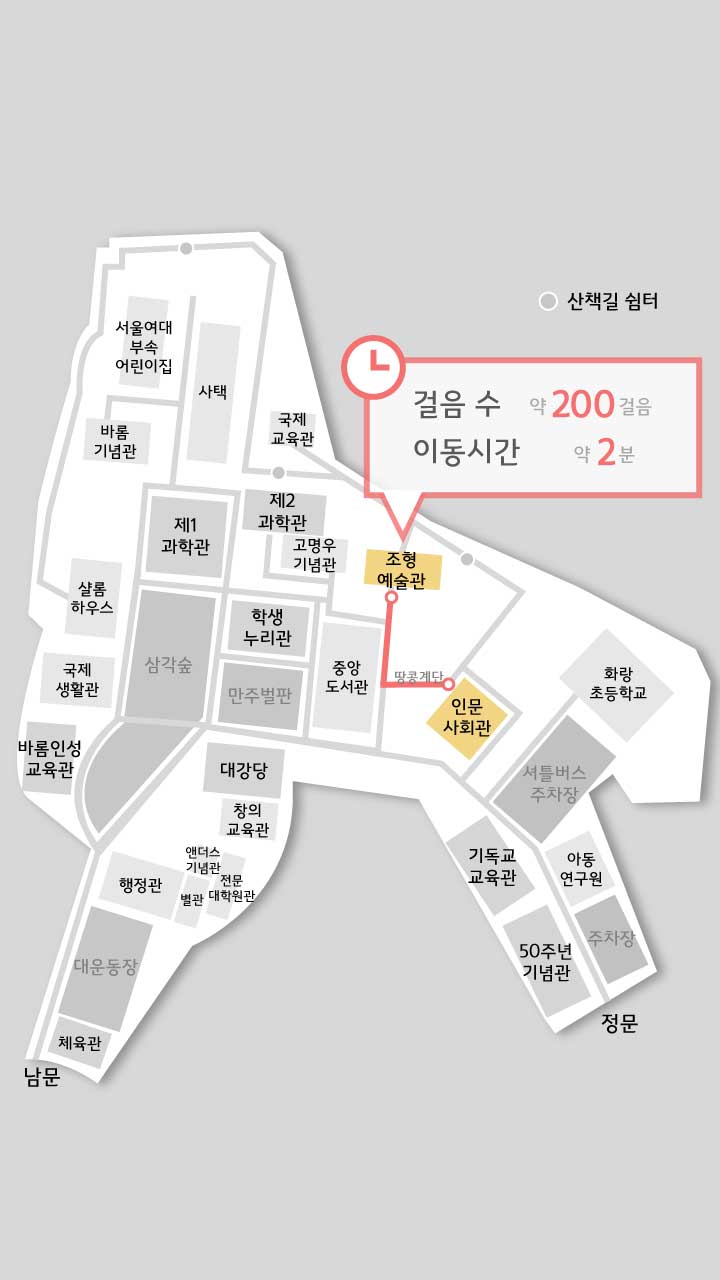 산책길 쉼터
걸음 수 약 200 걸음
이동시간 약 2 분
서울여대
부속
어린이집
사택
바롬
기념관
국제
교육관
제1
과학관
제2
과학관
고명우
기념관
조형
예술관
샬롬
하우스
삼각숲
학생
누리관
국제
생활관
만주벌판
중앙
도서관
땅콩계단
인문
사회관
화랑
초등학교
바롬인성
교육관
대강당
셔틀버스
주차장
창의
교육관
앤더스
기념관
행정관
별관
전문
대학원관
기독교
교육관
아동
연구원
대운동장
50주년
기념관
주차장
체육관
정문
남문